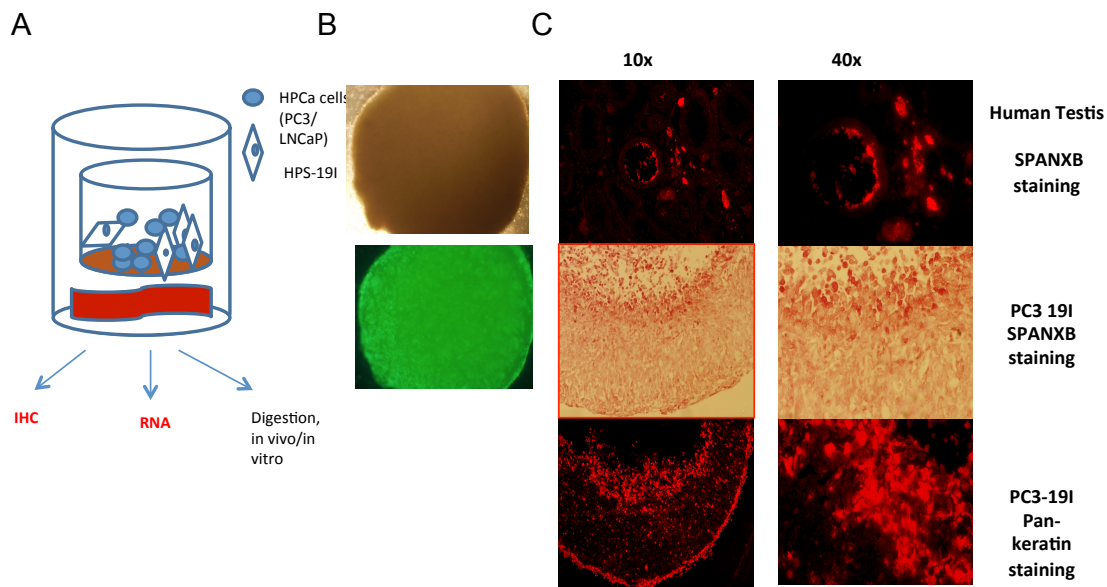 A
B
C
HPCa cells
(PC3/
LNCaP)
HPS-19I
IHC
RNA
Digestion,
in vivo/in
vitro
10x
40x
Human Testis
SPANXB
staining
PC3 19I
SPANXB
staining
PC3-19I
Pan-
keratin
staining